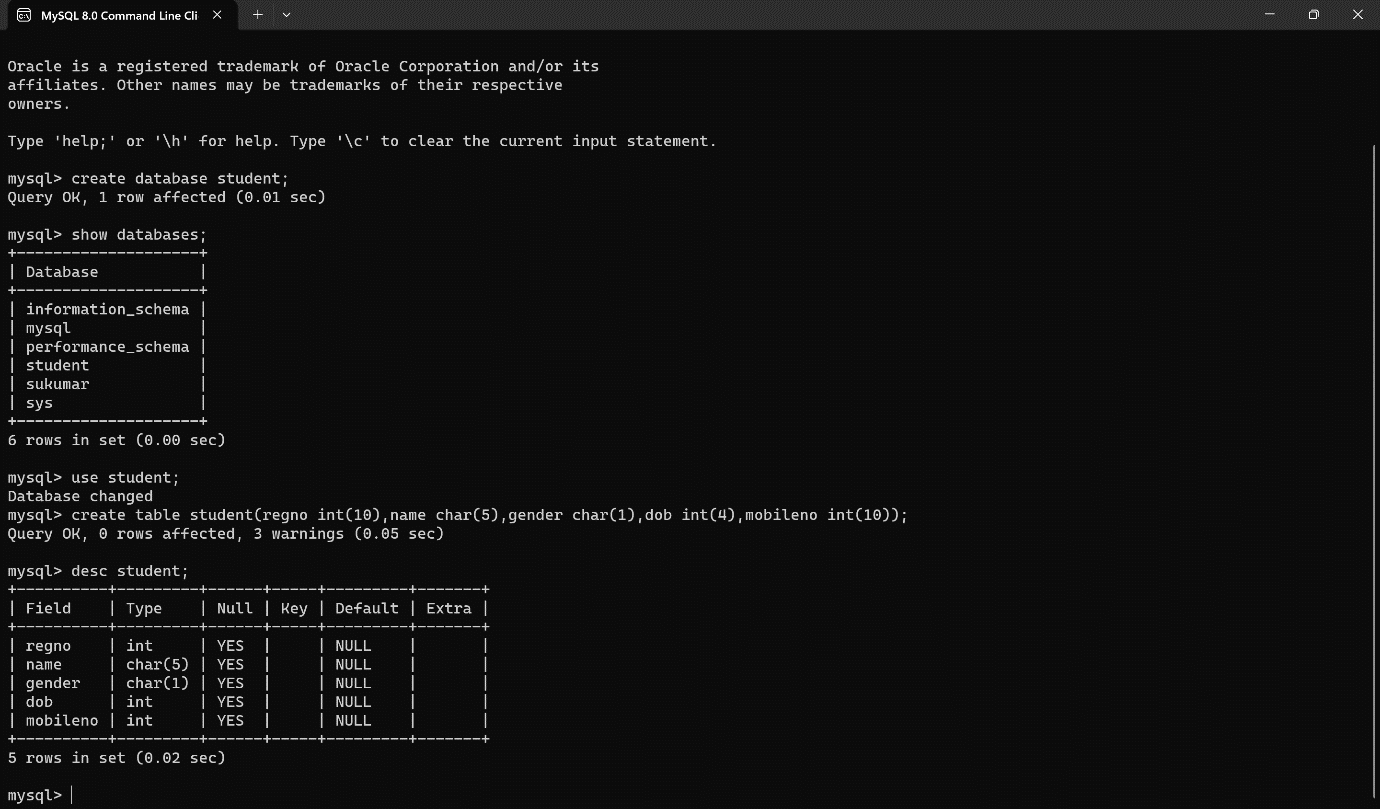 MySQL 8.0 Command Line Cli
Oracle is a registered trademark of Oracle Corporation and/or its
affiliates. Other names may be trademarks of their respective
owners.
Type 'help;' or '\h' for help. Type '\c' to clear the current input statement.
mysql> create database student;
Query OK, 1 row affected (0.01 sec)
mysql> show databases;
+--------------------+
| Database           |
+--------------------+
| information_schema |
| mysql              |
| performance_schema |
| student            |
| sukumar            |
| sys                |
+--------------------+
6 rows in set (0.00 sec)
mysql> use student;
Database changed
mysql> create table student(regno int(10),name char(5),gender char(1),dob int(4),mobileno int(10));
Query OK, 0 rows affected, 3 warnings (0.05 sec)
mysql> desc student;
+----------+---------+------+-----+---------+-------+
| Field    | Type    | Null | Key | Default | Extra |
+----------+---------+------+-----+---------+-------+
| regno    | int     | YES  |     | NULL    |       |
| name     | char(5) | YES  |     | NULL    |       |
| gender   | char(1) | YES  |     | NULL    |       |
| dob      | int     | YES  |     | NULL    |       |
| mobileno | int     | YES  |     | NULL    |       |
+----------+---------+------+-----+---------+-------+
5 rows in set (0.02 sec)
mysql>